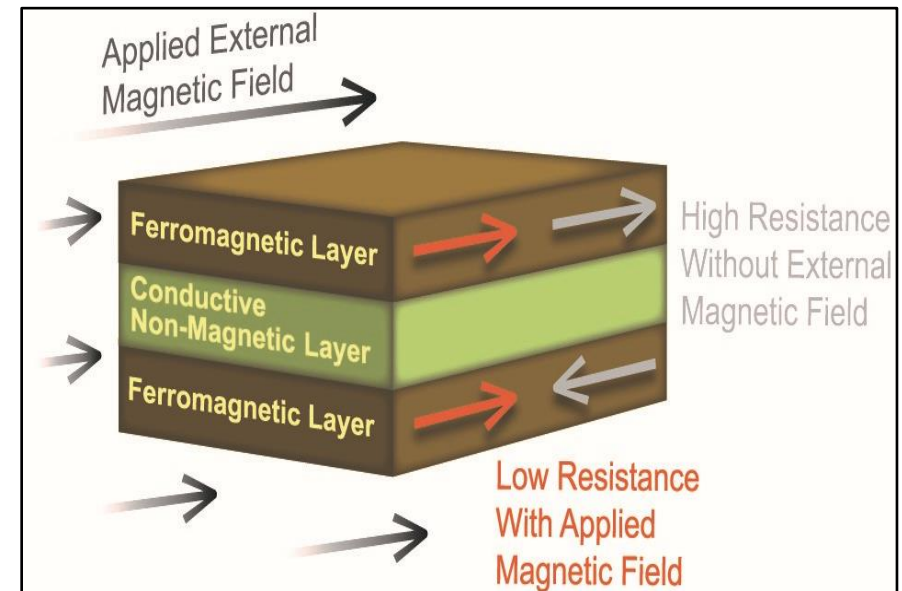 Applied External
Magnetic Field
Ferromagnetic Layer
Conductive
Non-Magnetic Layer
Ferromagnetic Layer
High Resistance
Without External
Magnetic Field
Low Resistance
With Applied
Magnetic Field